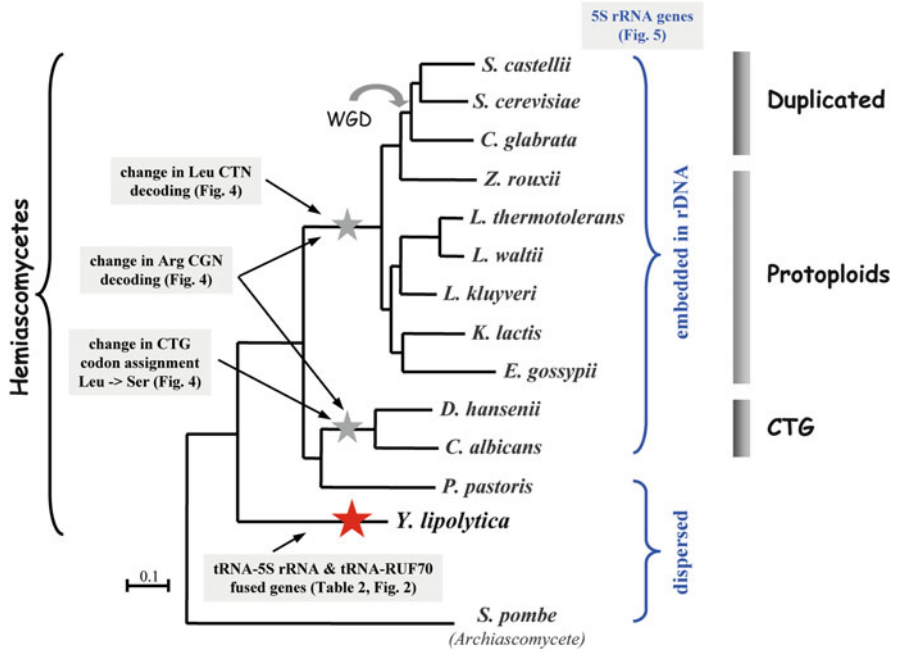 5S rRNA genes
(Fig. 5)
S. castellii
S. cerevisiae
C. glabrata
Z. rouxii
L. thermotolerans
L. waltii
L. kluyveri
K. lactis
E. gossypii
D. hansenii
C. albicans
P. pastoris
Y. lipolytica
S. pombe
(Archiascomycete)
WGD
change in Leu CTN
decoding (Fig. 4)
change in Arg CGN
decoding (Fig. 4)
change in CTG
codon assignment
Leu -> Ser (Fig. 4)
tRNA-5S rRNA & tRNA-RUF70
fused genes (Table 2, Fig. 2)
0.1
Hemiascomycetes
embedded in rDNA
dispersed
Duplicated
Protoploids
CTG